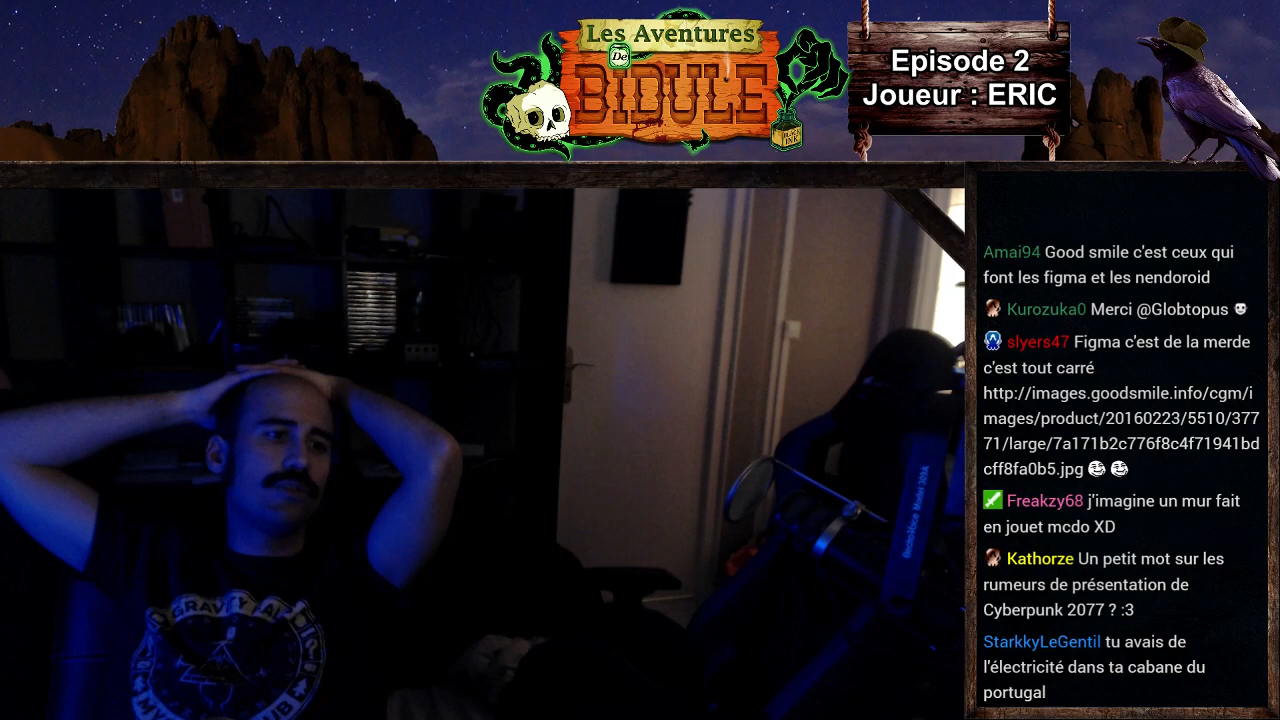 Les Aventures
De
BIDULE
BLACK
INK
Episode 2
Joueur : ERIC
Amai94 Good smile c'est ceux qui
font les figma et les nendoroid
Kurozuka0 Merci @Globtopus
slyers47 Figma c'est de la merde
c'est tout carré
http://images.goodsmile.info/cgm/i
mages/product/20160223/5510/377
71/large/7a171b2c776f8c4f71941bd
cff8fa0b5.jpg
Freakzy68 j'imagine un mur fait
en jouet mcdo XD
Kathorze Un petit mot sur les
rumeurs de présentation de
Cyberpunk 2077 ? :3
StarkkyLeGentil tu avais de
l'électricité dans ta cabane du
portugal
GRAVITY